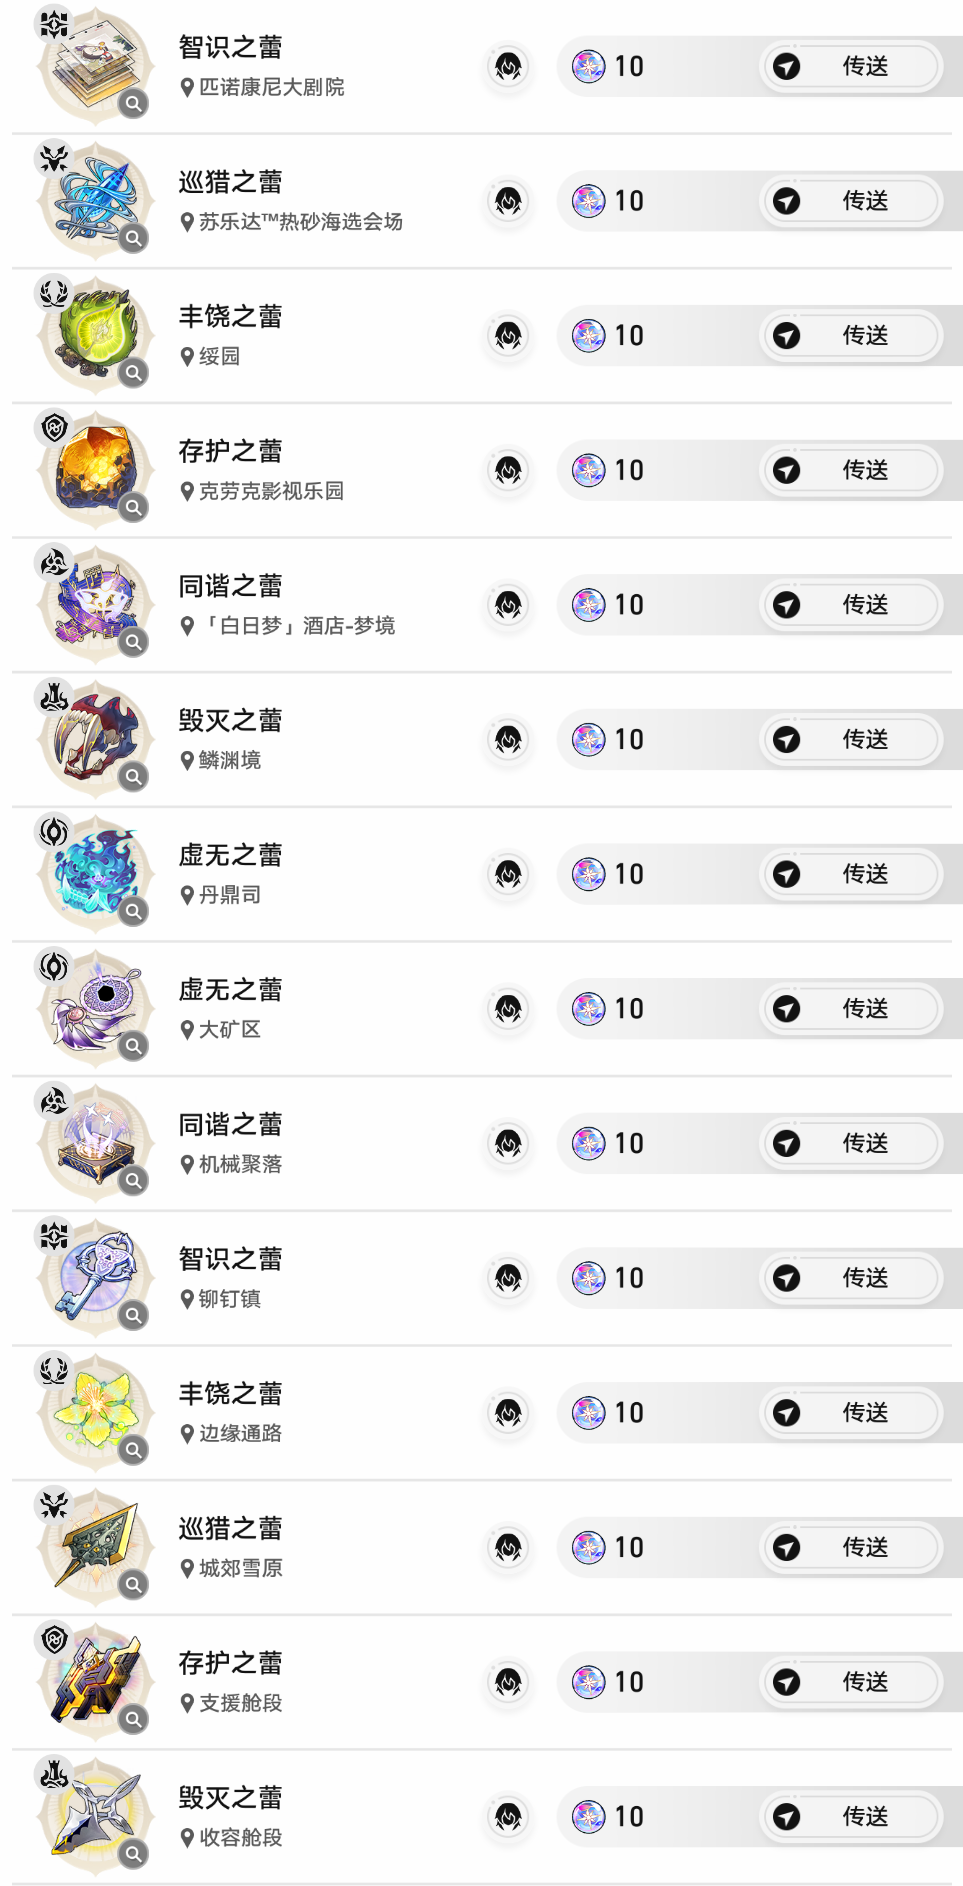 智识之蕾
匹诺康尼大剧院
10
传送
巡猎之蕾
苏乐达™热砂海选会场
10
传送
丰饶之蕾
绥园
10
传送
存护之蕾
克劳克影视乐园
10
传送
同谐之蕾
「白日梦」酒店-梦境
10
传送
毁灭之蕾
鳞渊境
10
传送
虚无之蕾
丹鼎司
10
传送
虚无之蕾
大矿区
10
传送
同谐之蕾
机械聚落
10
传送
智识之蕾
铆钉镇
10
传送
丰饶之蕾
边缘通路
10
传送
巡猎之蕾
城郊雪原
10
传送
存护之蕾
支援舱段
10
传送
毁灭之蕾
收容舱段
10
传送